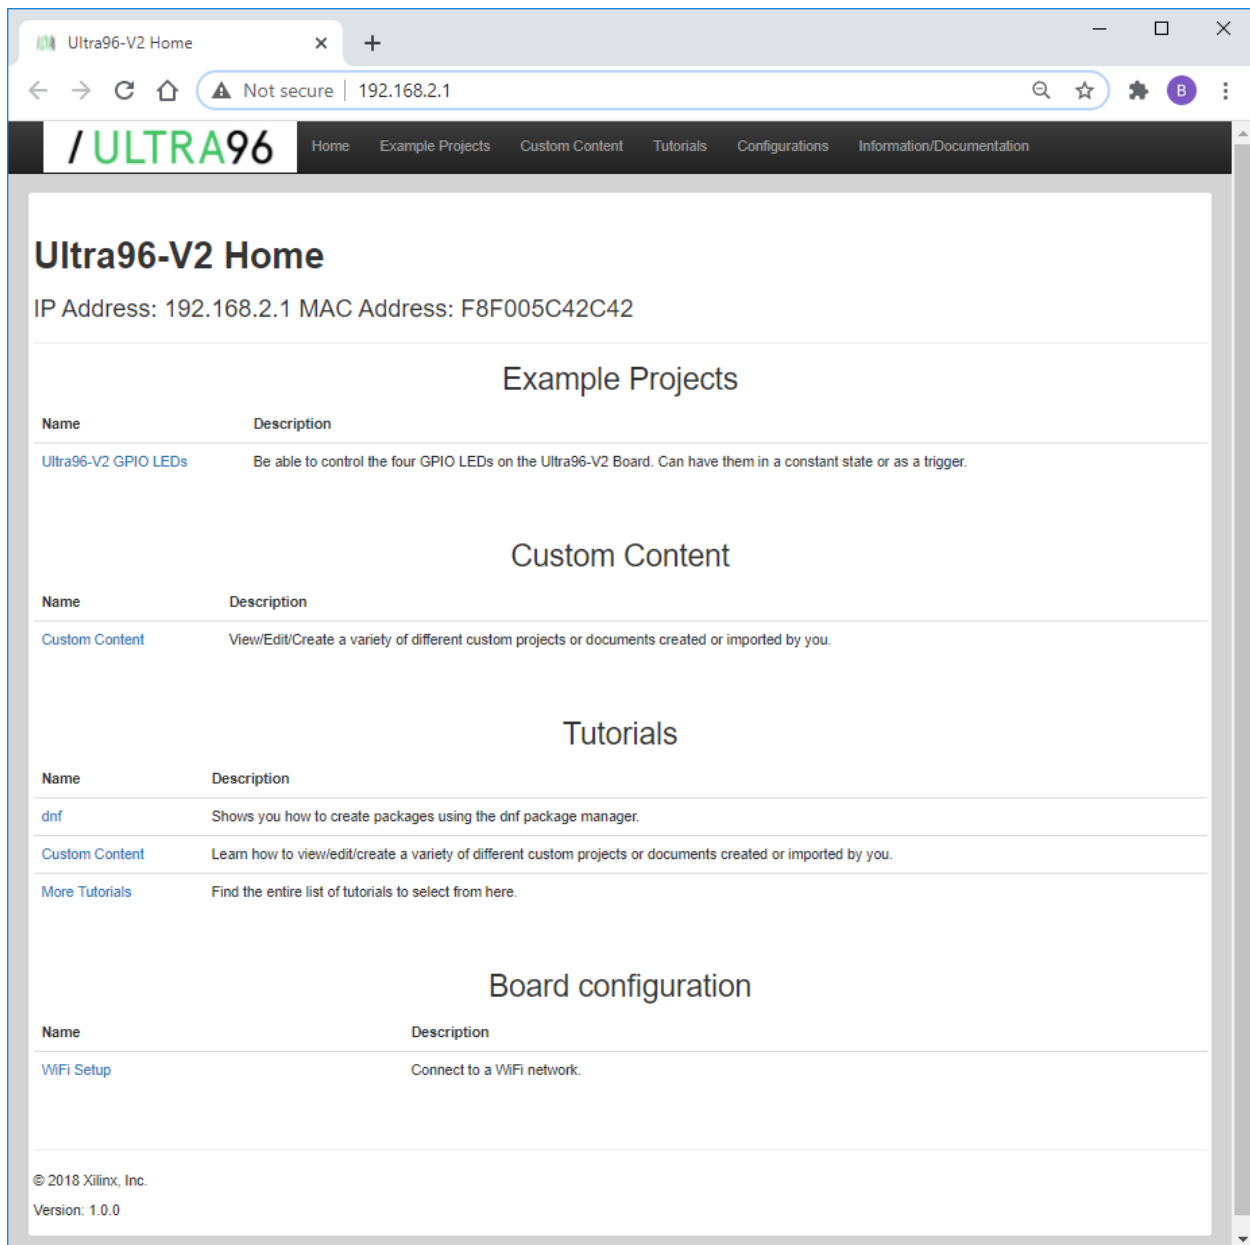 Ultra96-V2 Home
Not secure | 192.168.2.1
B
/ ULTRA96 Home Example Projects Custom Content Tutorials Configurations Information/Documentation
Ultra96-V2 Home
IP Address: 192.168.2.1 MAC Address: F8F005C42C42
Example Projects
Name Description
Ultra96-V2 GPIO LEDs Be able to control the four GPIO LEDs on the Ultra96-V2 Board. Can have them in a constant state or as a trigger.
Custom Content
Name Description
Custom Content View/Edit/Create a variety of different custom projects or documents created or imported by you.
Tutorials
Name Description
dnf Shows you how to create packages using the dnf package manager.
Custom Content Learn how to view/edit/create a variety of different custom projects or documents created or imported by you.
More Tutorials Find the entire list of tutorials to select from here.
Board configuration
Name Description
WiFi Setup Connect to a WiFi network.
© 2018 Xilinx, Inc.
Version: 1.0.0